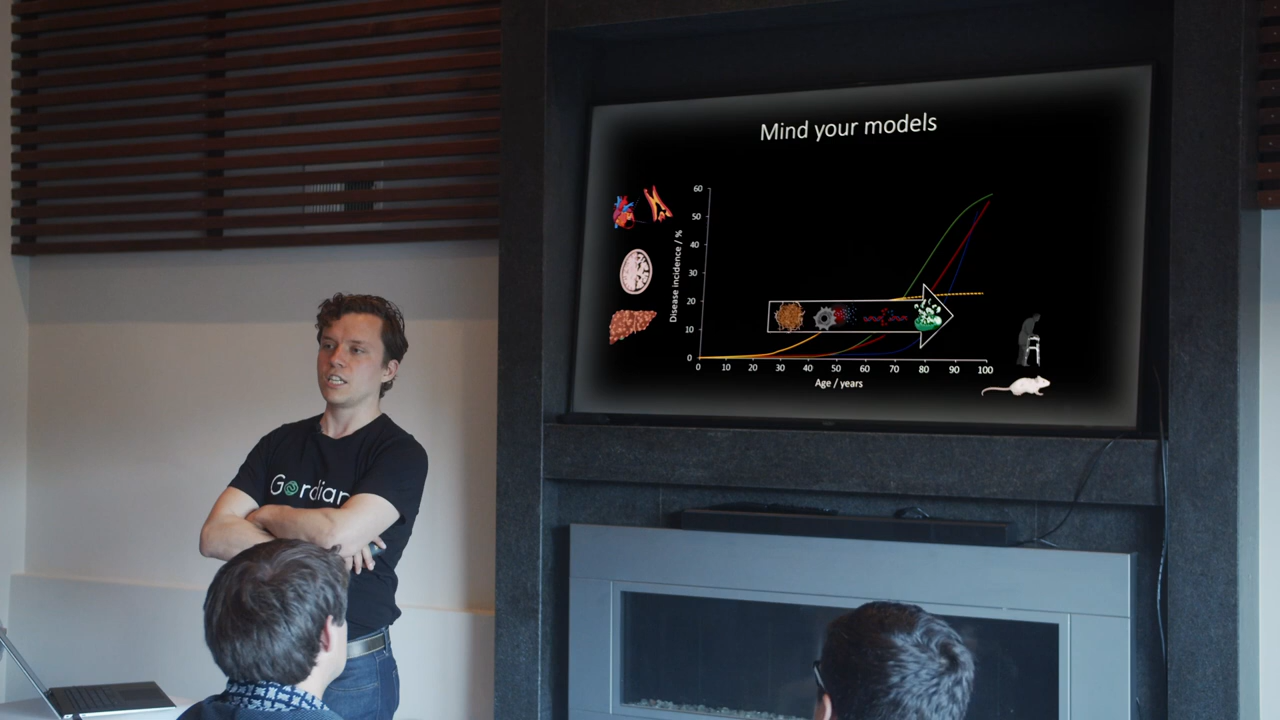 Mind your models
60
50
40
30
20
10
0
Disease incidence / %
0 10 20 30 40 50 60 70 80 90 100
Age / years
Gordian